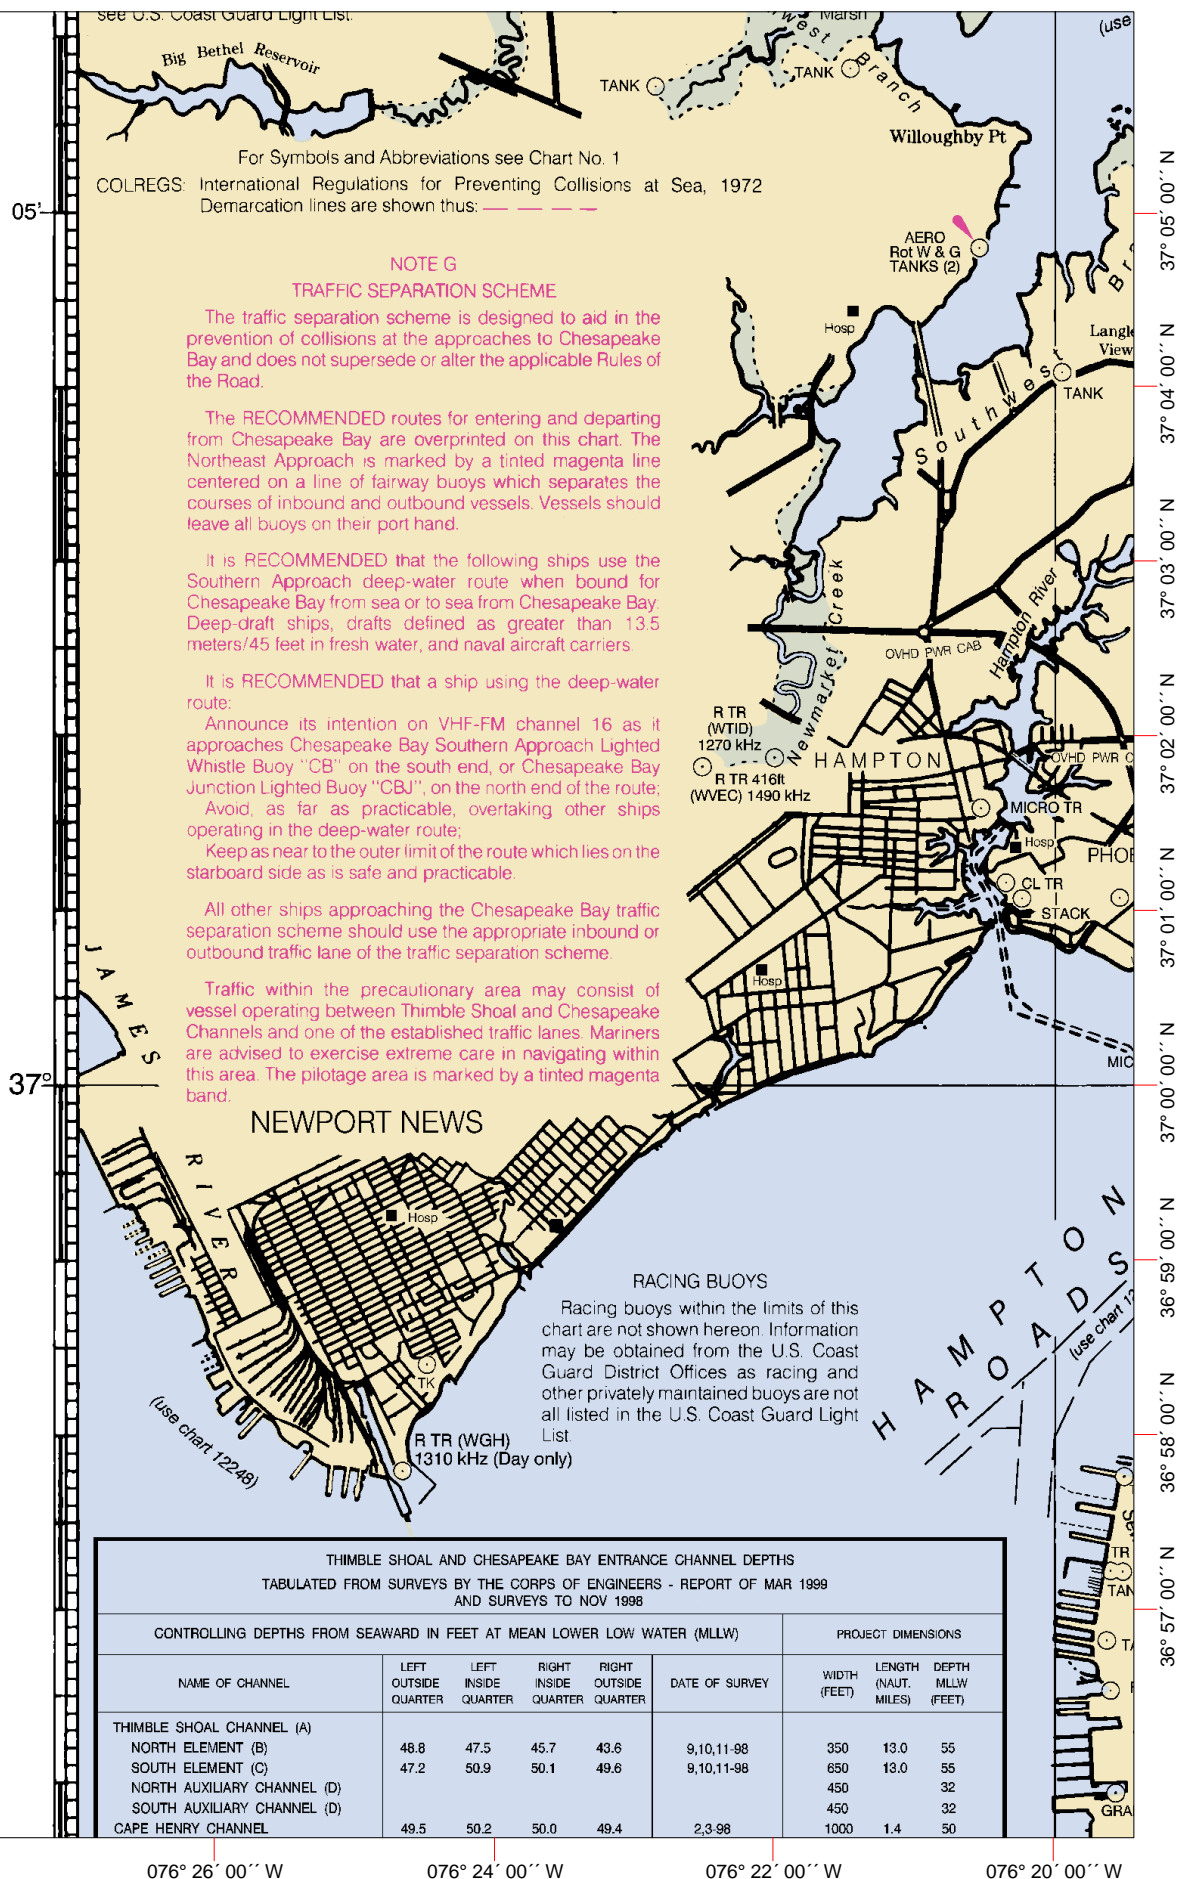 see U.S. Coast Guard Light List.
Marsh
(use
Big Bethel Reservoir
TANK
TANK
Branch
Willoughby Pt
For Symbols and Abbreviations see Chart No. 1
COLREGS: International Regulations for Preventing Collisions at Sea, 1972
Demarcation lines are shown thus:
05'
37° 05' 00'' N
AERO
Rot W & G
TANKS (2)
NOTE G
TRAFFIC SEPARATION SCHEME
The traffic separation scheme is designed to aid in the
prevention of collisions at the approaches to Chesapeake
Bay and does not supersede or alter the applicable Rules of
the Road.
Hosp
Langle
View
Southwest
TANK
37° 04' 00'' N
The RECOMMENDED routes for entering and departing
from Chesapeake Bay are overprinted on this chart. The
Northeast Approach is marked by a tinted magenta line
centered on a line of fairway buoys which separates the
courses of inbound and outbound vessels. Vessels should
leave all buoys on their port hand.
It is RECOMMENDED that the following ships use the
Southern Approach deep-water route when bound for
Chesapeake Bay from sea or to sea from Chesapeake Bay:
Deep-draft ships, drafts defined as greater than 13.5
meters/45 feet in fresh water, and naval aircraft carriers.
37° 03' 00'' N
Newmarket Creek
Hampton River
OVHD PWR CAB
It is RECOMMENDED that a ship using the deep-water
route:
Announce its intention on VHF-FM channel 16 as it
approaches Chesapeake Bay Southern Approach Lighted
Whistle Buoy "CB" on the south end, or Chesapeake Bay
Junction Lighted Buoy "CBJ", on the north end of the route;
Avoid, as far as practicable, overtaking other ships
operating in the deep-water route;
Keep as near to the outer limit of the route which lies on the
starboard side as is safe and practicable.
R TR
(WTID)
1270 kHz
R TR 416ft
(WVEC) 1490 kHz
HAMPTON
OVHD PWR C
37° 02' 00'' N
MICRO TR
Hosp
PHOE
CL TR
STACK
37° 01' 00'' N
All other ships approaching the Chesapeake Bay traffic
separation scheme should use the appropriate inbound or
outbound traffic lane of the traffic separation scheme.
Hosp
Traffic within the precautionary area may consist of
vessel operating between Thimble Shoal and Chesapeake
Channels and one of the established traffic lanes. Mariners
are advised to exercise extreme care in navigating within
this area. The pilotage area is marked by a tinted magenta
band.
JAMES
RIVER
MIC
37°
37° 00' 00'' N
NEWPORT NEWS
Hosp
TK
R TR (WGH)
1310 kHz (Day only)
(use chart 12248)
RACING BUOYS
Racing buoys within the limits of this
chart are not shown hereon. Information
may be obtained from the U.S. Coast
Guard District Offices as racing and
other privately maintained buoys are not
all listed in the U.S. Coast Guard Light
List.
HAMPTON
ROADS
(use chart 12
36° 59' 00'' N
36° 58' 00'' N
36° 57' 00'' N
TR
TAN
TA
GRA
THIMBLE SHOAL AND CHESAPEAKE BAY ENTRANCE CHANNEL DEPTHS
TABULATED FROM SURVEYS BY THE CORPS OF ENGINEERS - REPORT OF MAR 1999
AND SURVEYS TO NOV 1998
CONTROLLING DEPTHS FROM SEAWARD IN FEET AT MEAN LOWER LOW WATER (MLLW) PROJECT DIMENSIONS
NAME OF CHANNEL LEFT OUTSIDE QUARTER LEFT INSIDE QUARTER RIGHT INSIDE QUARTER RIGHT OUTSIDE QUARTER DATE OF SURVEY WIDTH (FEET) LENGTH (NAUT. MILES) DEPTH MLLW (FEET)
THIMBLE SHOAL CHANNEL (A)
NORTH ELEMENT (B) 48.8 47.5 45.7 43.6 9,10,11-98 350 13.0 55
SOUTH ELEMENT (C) 47.2 50.9 50.1 49.6 9,10,11-98 650 13.0 55
NORTH AUXILIARY CHANNEL (D) 450 32
SOUTH AUXILIARY CHANNEL (D) 450 32
CAPE HENRY CHANNEL 49.5 50.2 50.0 49.4 2,3-98 1000 1.4 50
076° 26' 00'' W 076° 24' 00'' W 076° 22' 00'' W 076° 20' 00'' W